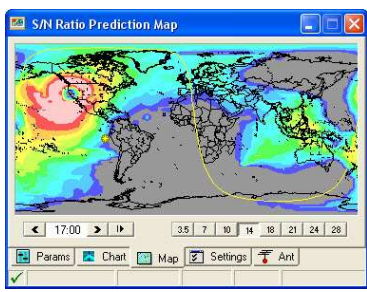 S/N Ratio Prediction Map
17:00 3.5 7 10 14 18 21 24 28
Params Chart Map Settings Ant